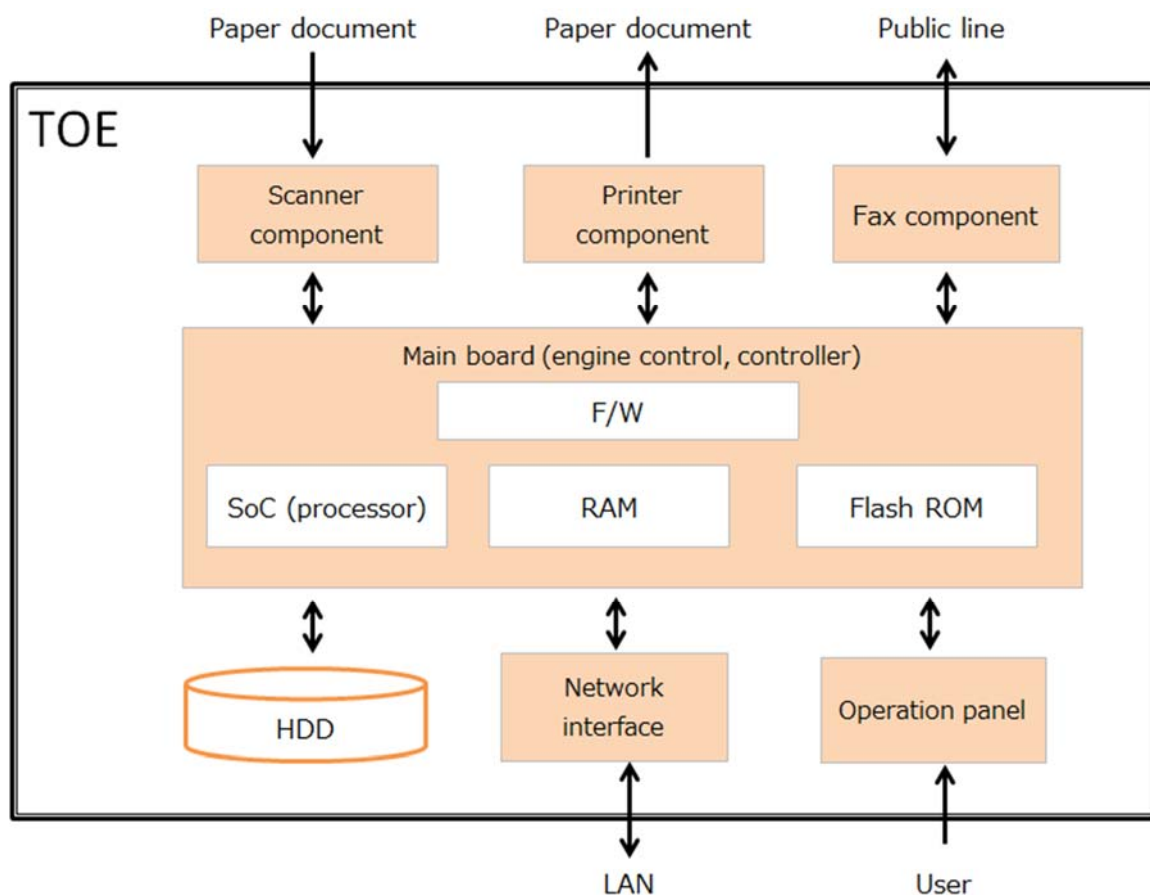 Paper document
Paper document
Public line
TOE
Scanner
component
Printer
component
Fax component
Main board (engine control, controller)
F/W
SoC (processor)
RAM
Flash ROM
HDD
Network
interface
Operation panel
LAN
User